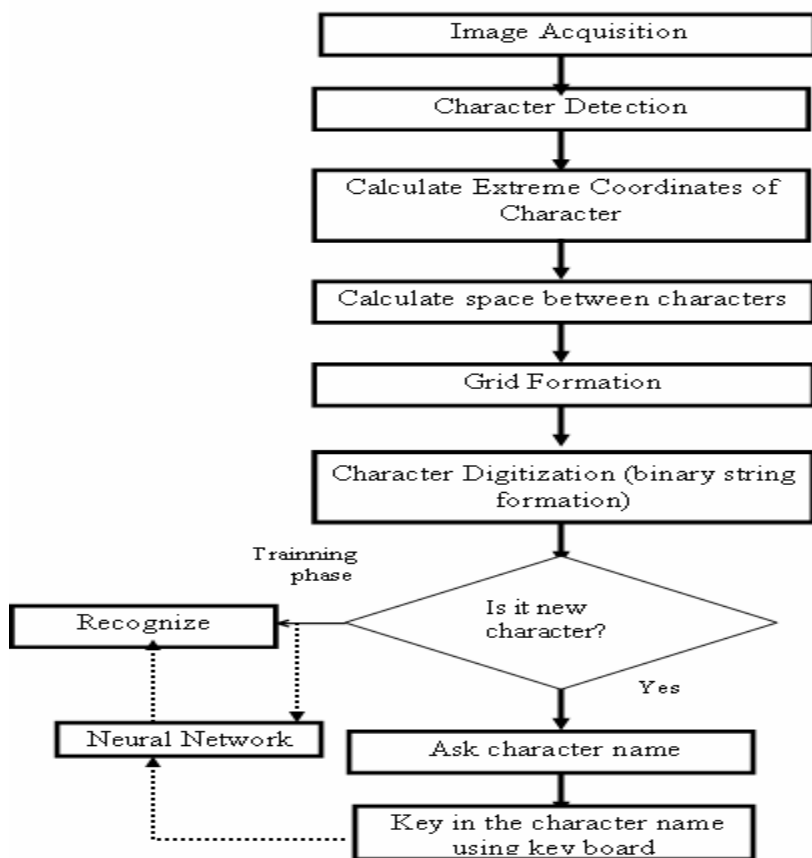 Image Acquisition
Character Detection
Calculate Extreme Coordinates of
Character
Calculate space between characters
Grid Formation
Character Digitization (binary string
formation)
Trainning
phase
Is it new
character?
Recognize
Yes
Neural Network
Ask character name
Key in the character name
using key board